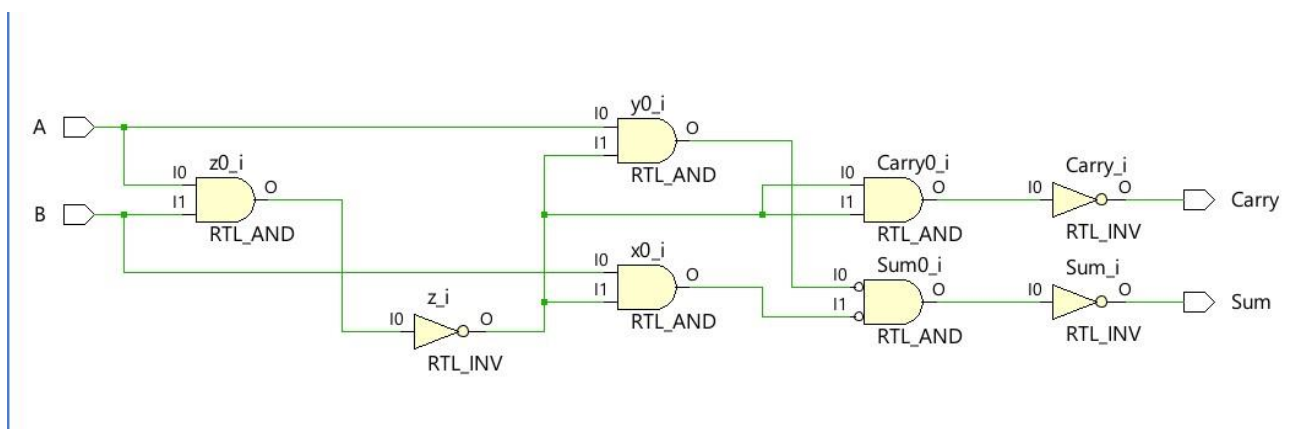 y0_i
I0
O
A
I1
z0_i
Carry0_i
Carry_i
I0
RTL_AND
I0
O
I0
O
O
B
I1
I1
Carry
RTL_AND
RTL_AND
RTL_INV
x0_i
I0
Sum0_i
Sum_i
O
I0
O
I0
O
z_i
I1
I1
Sum
I0
O
RTL_AND
RTL_AND
RTL_INV
RTL_INV